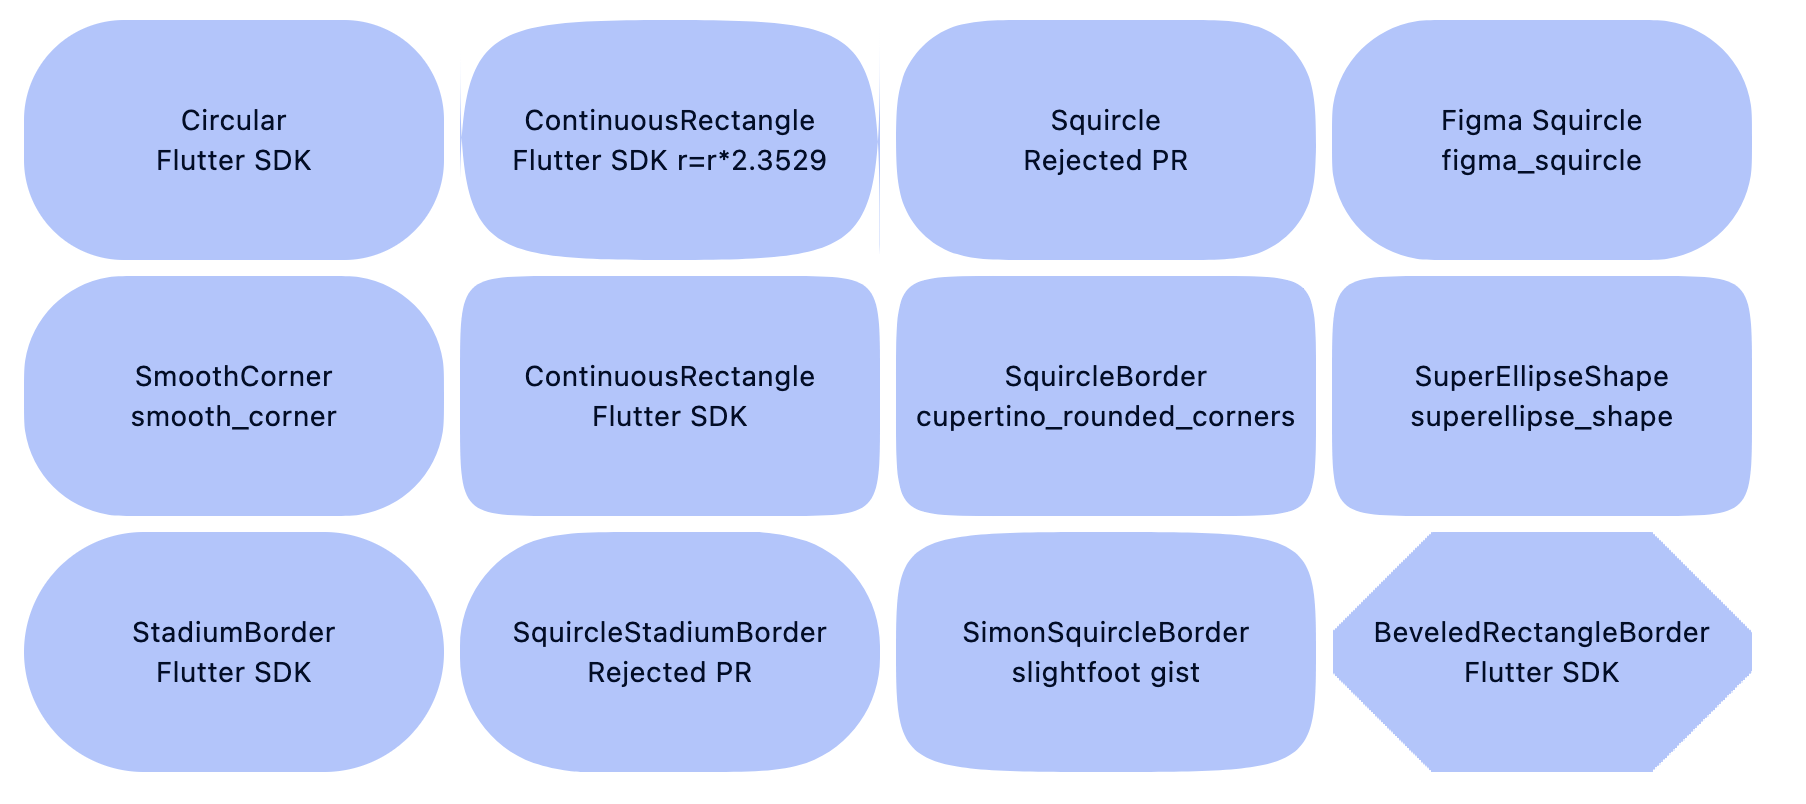 Circular
Flutter SDK
ContinuousRectangle
Flutter SDK r=r*2.3529
Squircle
Rejected PR
Figma Squircle
figma_squircle
SmoothCorner
smooth_corner
ContinuousRectangle
Flutter SDK
SquircleBorder
cupertino_rounded_corners
SuperEllipseShape
superellipse_shape
StadiumBorder
Flutter SDK
SquircleStadiumBorder
Rejected PR
SimonSquircleBorder
slightfoot gist
BeveledRectangleBorder
Flutter SDK